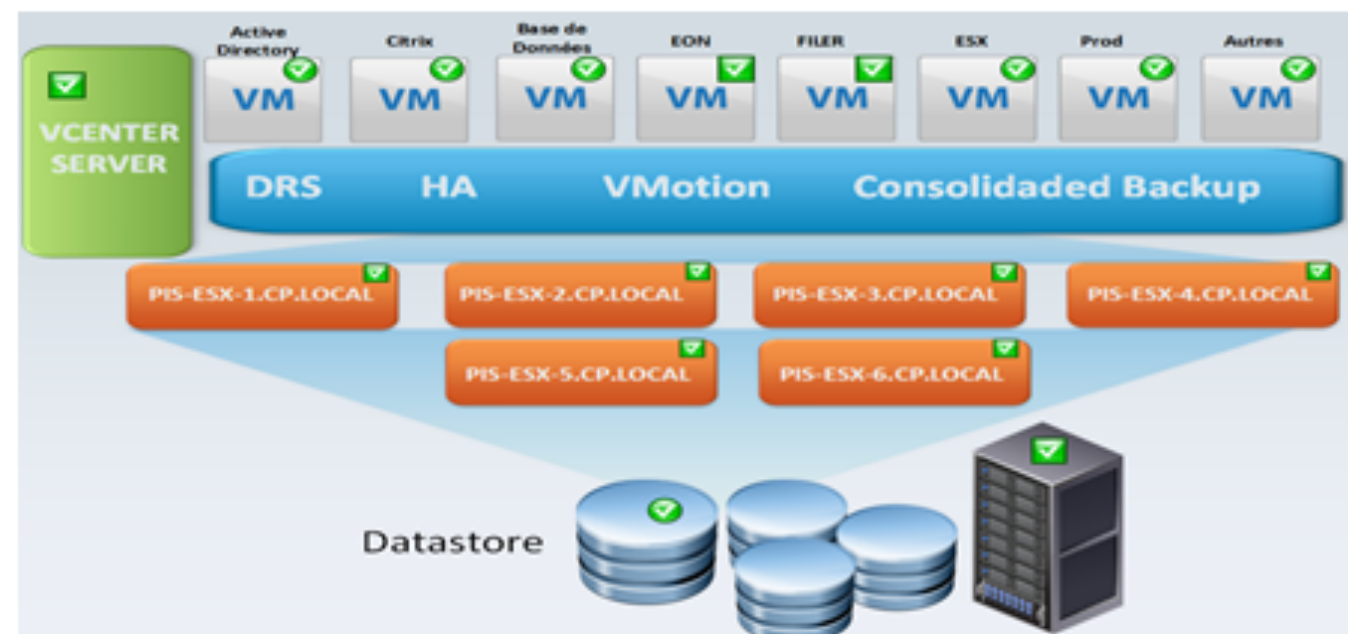 Active
Directory
Citrix
Base de
Données
EON
FILER
ESX
Prod
Autres
VM
VM
VM
VM
VM
VM
VM
VM
VCENTER
SERVER
DRS
HA
VMotion
Consolidaded Backup
PIS-ESX-1.CP.LOCAL
PIS-ESX-2.CP.LOCAL
PIS-ESX-3.CP.LOCAL
PIS-ESX-4.CP.LOCAL
PIS-ESX-5.CP.LOCAL
PIS-ESX-6.CP.LOCAL
Datastore